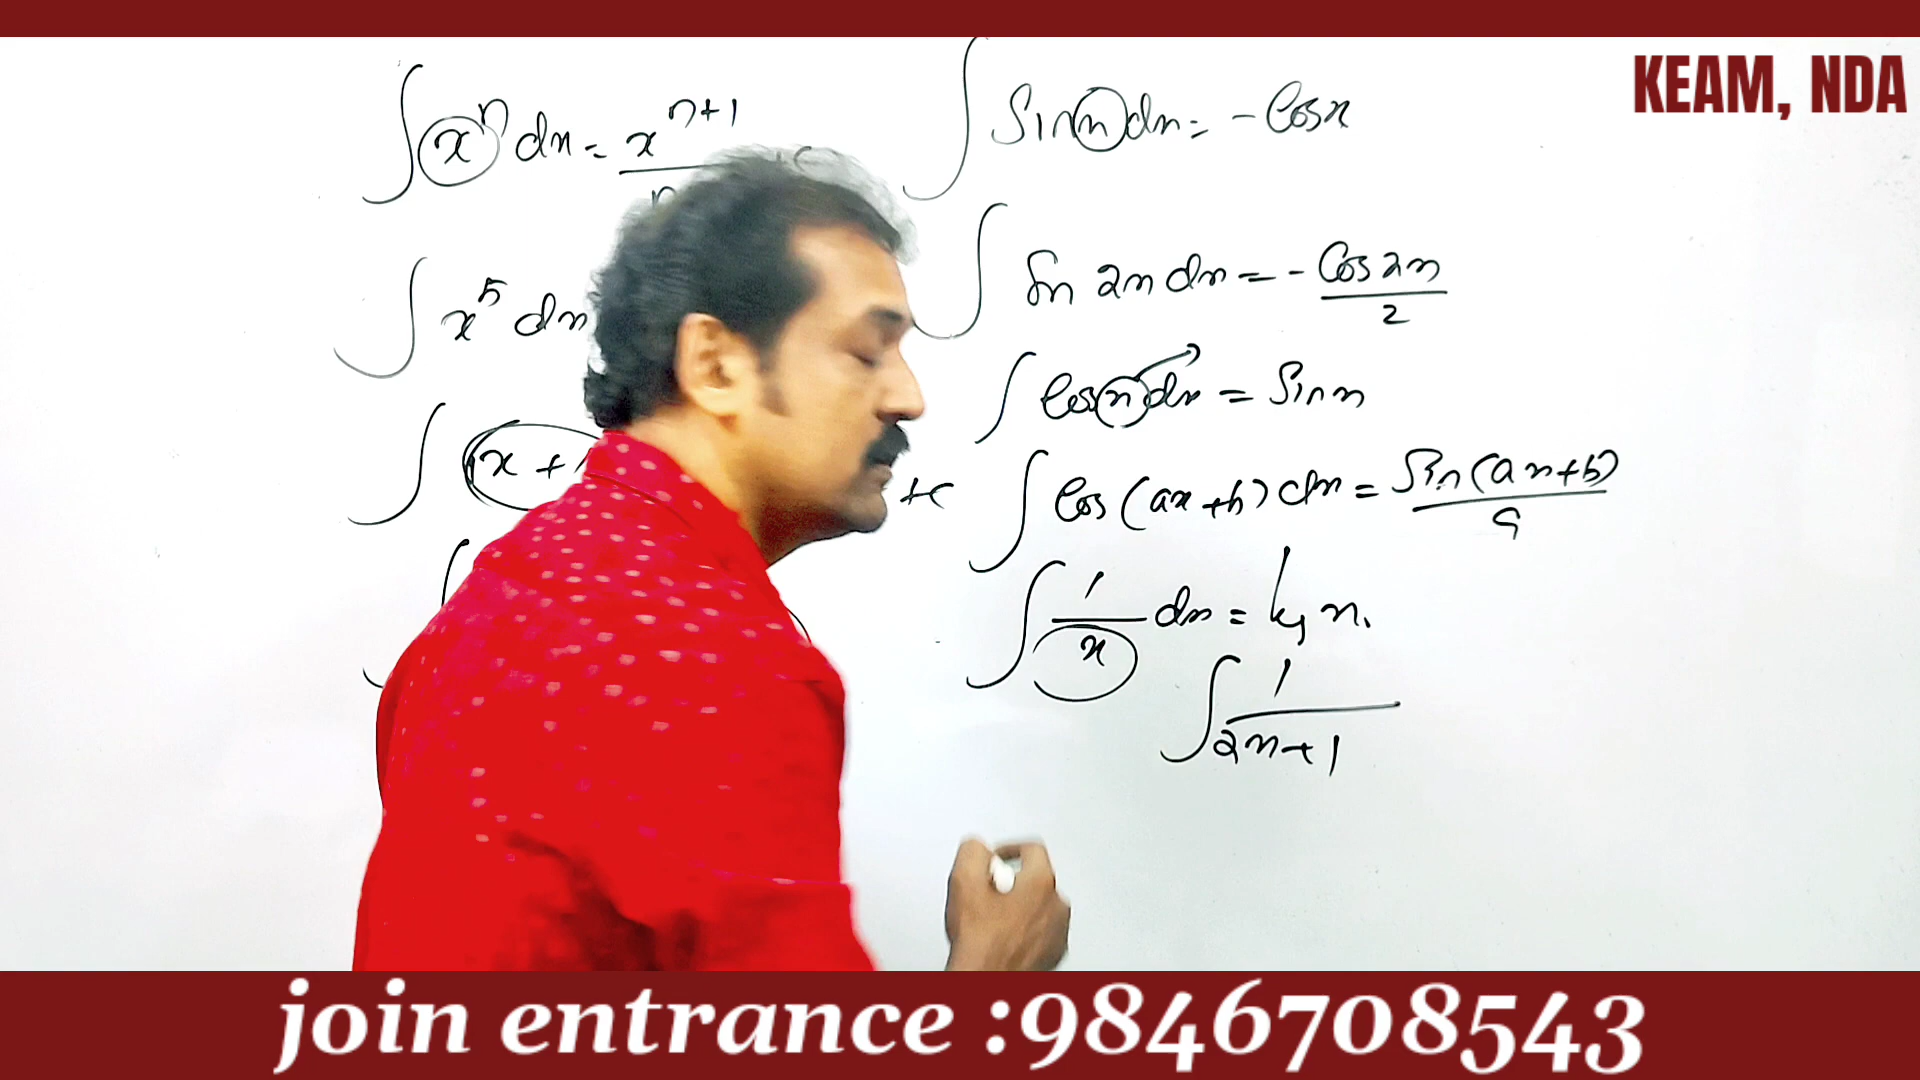 KEAM, NDA
∫ xⁿ dx = xⁿ⁺¹
∫ x⁵ dx
∫ (x +
+c
∫ Sin x dx = - Cos x
∫ Sin 2x dx = - Cos 2x / 2
∫ Cos x dx = Sin x
∫ Cos (ax+b) dx = Sin (ax+b) / a
∫ 1/x dx = log x.
∫ 1/2x+1
join entrance :9846708543